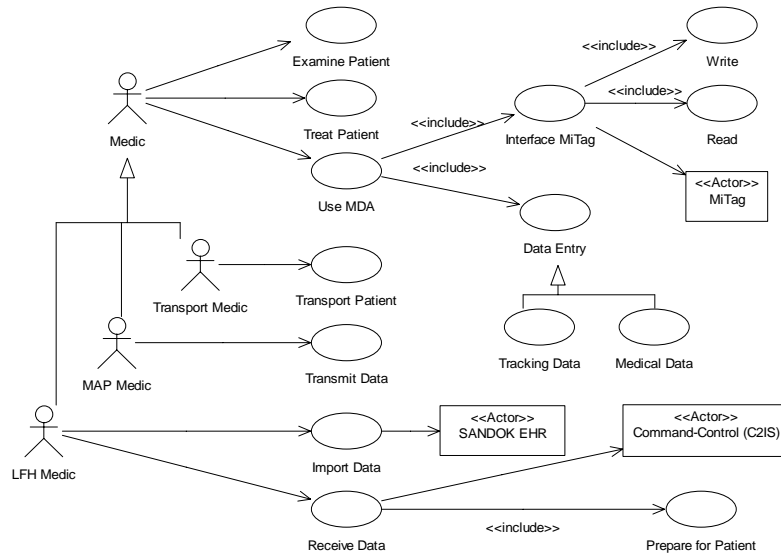 <<include>>
Write
Examine Patient
<<include>>
Medic
Treat Patient
<<include>>
Interface MiTag
Read
<<include>>
<<Actor>>
MiTag
Use MDA
Data Entry
Transport Medic
Transport Patient
Tracking Data
Medical Data
MAP Medic
Transmit Data
<<Actor>>
SANDOK EHR
<<Actor>>
Command-Control (C2IS)
LFH Medic
Import Data
<<include>>
Receive Data
Prepare for Patient